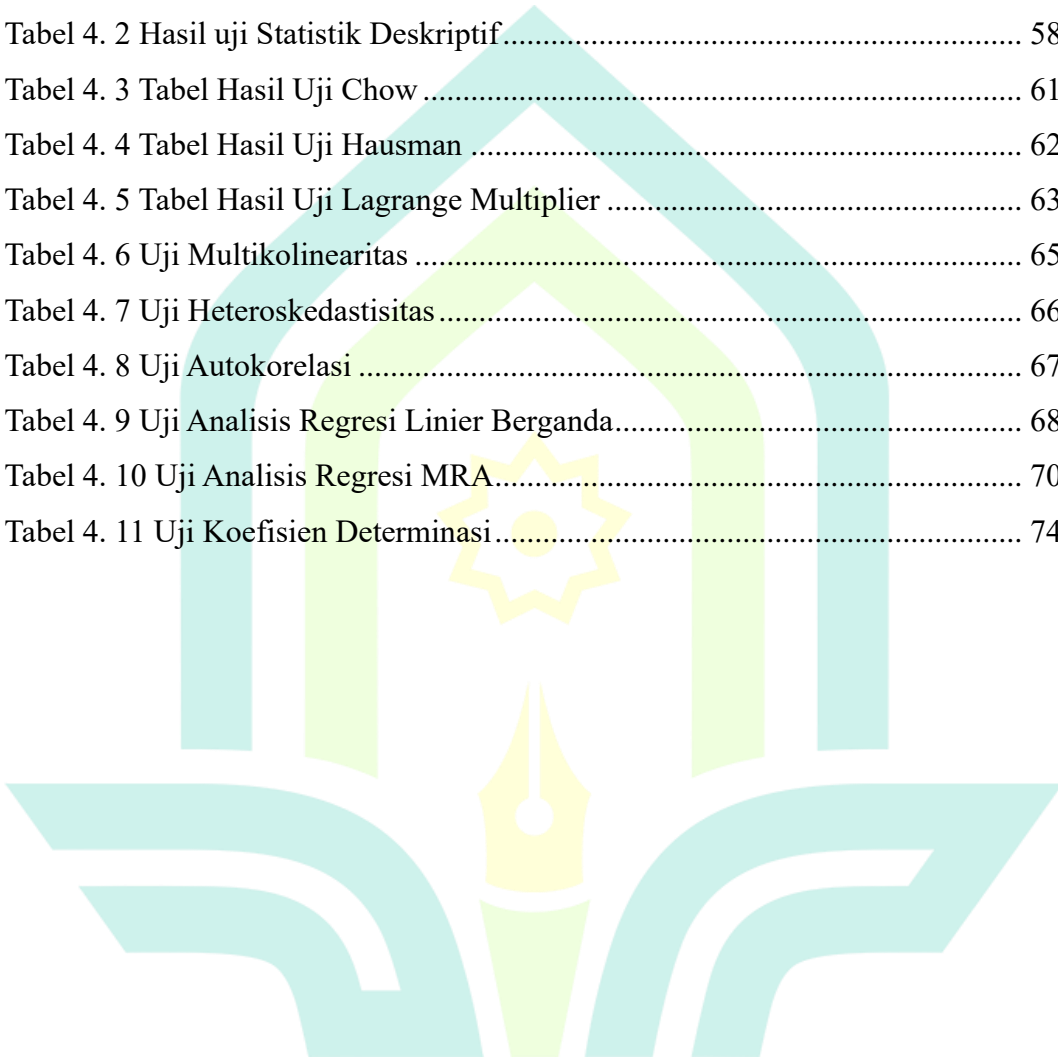 Tabel 4. 2 Hasil uji Statistik Deskriptif................................................................. 58
Tabel 4. 3 Tabel Hasil Uji Chow........................................................................... 61
Tabel 4. 4 Tabel Hasil Uji Hausman ..................................................................... 62
Tabel 4. 5 Tabel Hasil Uji Lagrange Multiplier .................................................... 63
Tabel 4. 6 Uji Multikolinearitas ............................................................................ 65
Tabel 4. 7 Uji Heteroskedastisitas......................................................................... 66
Tabel 4. 8 Uji Autokorelasi ................................................................................... 67
Tabel 4. 9 Uji Analisis Regresi Linier Berganda................................................... 68
Tabel 4. 10 Uji Analisis Regresi MRA.................................................................. 70
Tabel 4. 11 Uji Koefisien Determinasi.................................................................. 74